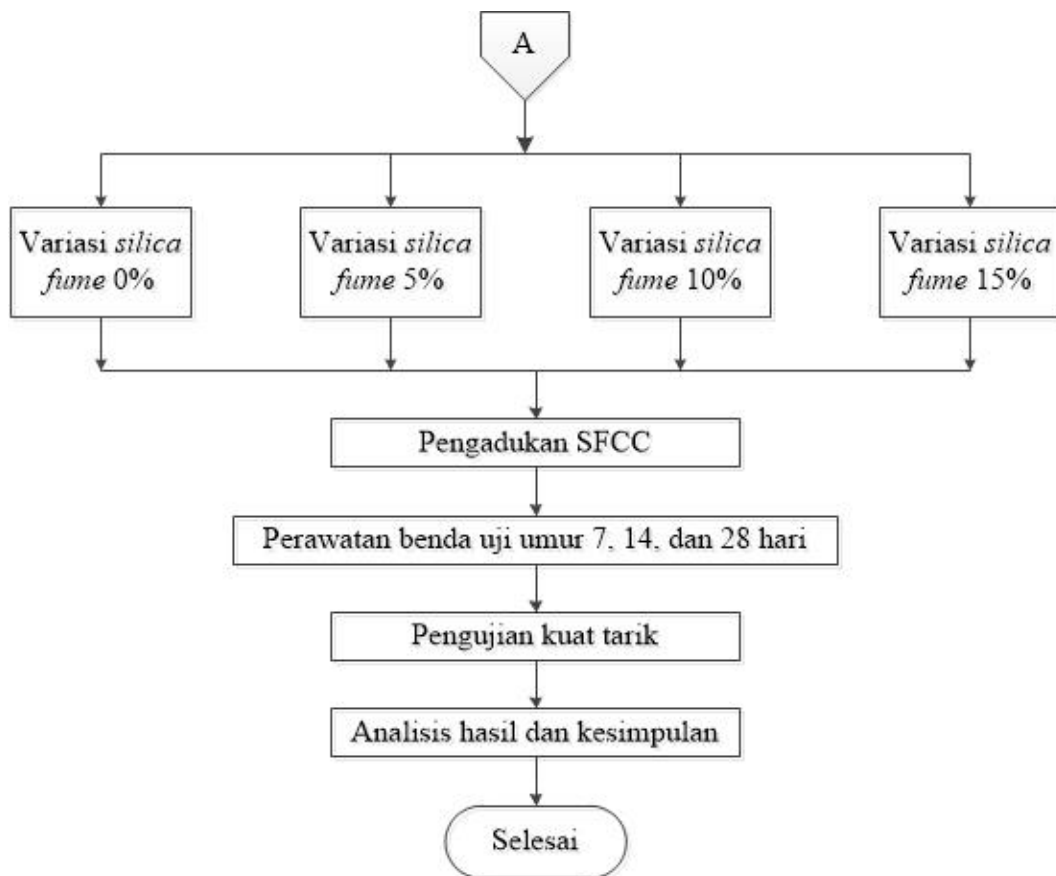 A
Variasi silica
fume 0%
Variasi silica
fume 5%
Variasi silica
fume 10%
Variasi silica
fume 15%
Pengadukan SFCC
Perawatan benda uji umur 7, 14, dan 28 hari
Pengujian kuat tarik
Analisis hasil dan kesimpulan
Selesai